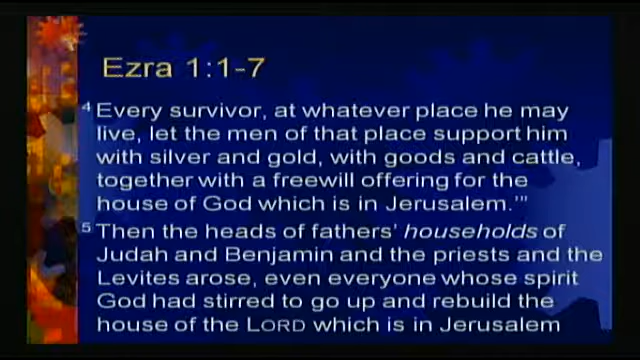 Ezra 1:1-7
4 Every survivor, at whatever place he may
live, let the men of that place support him
with silver and gold, with goods and cattle,
together with a freewill offering for the
house of God which is in Jerusalem.'"
5 Then the heads of fathers' households of
Judah and Benjamin and the priests and the
Levites arose, even everyone whose spirit
God had stirred to go up and rebuild the
house of the LORD which is in Jerusalem